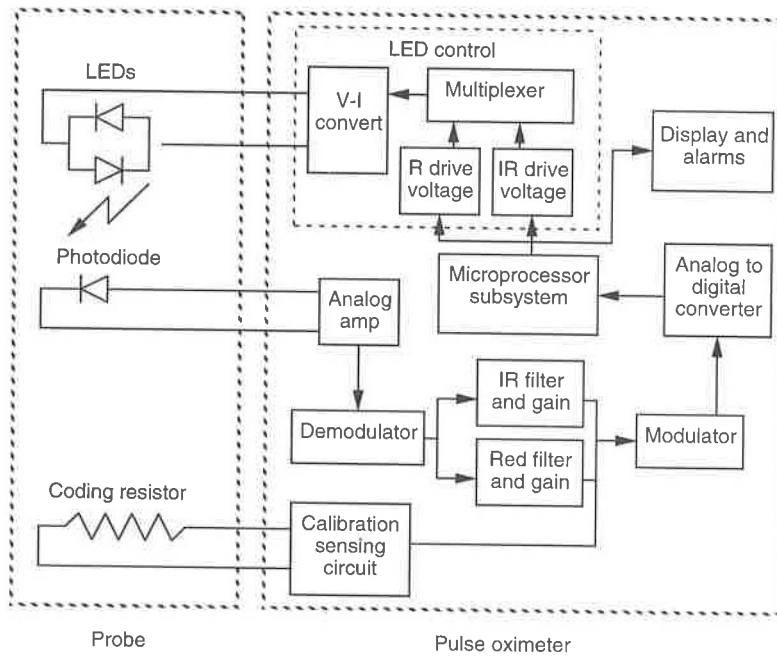 LED control
LEDs
V-I
convert
Multiplexer
R drive
voltage
IR drive
voltage
Display and
alarms
Photodiode
Analog
amp
Microprocessor
subsystem
Analog to
digital
converter
Demodulator
IR filter
and gain
Red filter
and gain
Modulator
Coding resistor
Calibration
sensing
circuit
Probe
Pulse oximeter